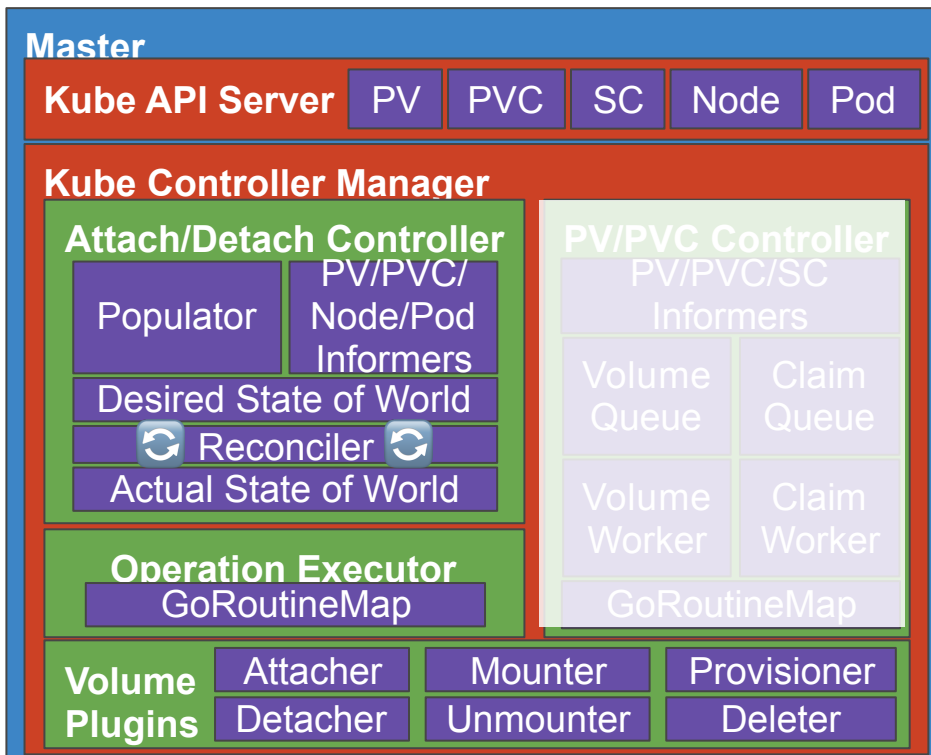 Master
Kube API Server PV PVC SC Node Pod
Kube Controller Manager
Attach/Detach Controller
Populator
PV/PVC/
Node/Pod
Informers
Desired State of World
Reconciler
Actual State of World
Operation Executor
GoRoutineMap
PV/PVC Controller
PV/PVC/SC
Informers
Volume
Queue
Claim
Queue
Volume
Worker
Claim
Worker
GoRoutineMap
Volume
Plugins
Attacher Mounter Provisioner
Detacher Unmounter Deleter